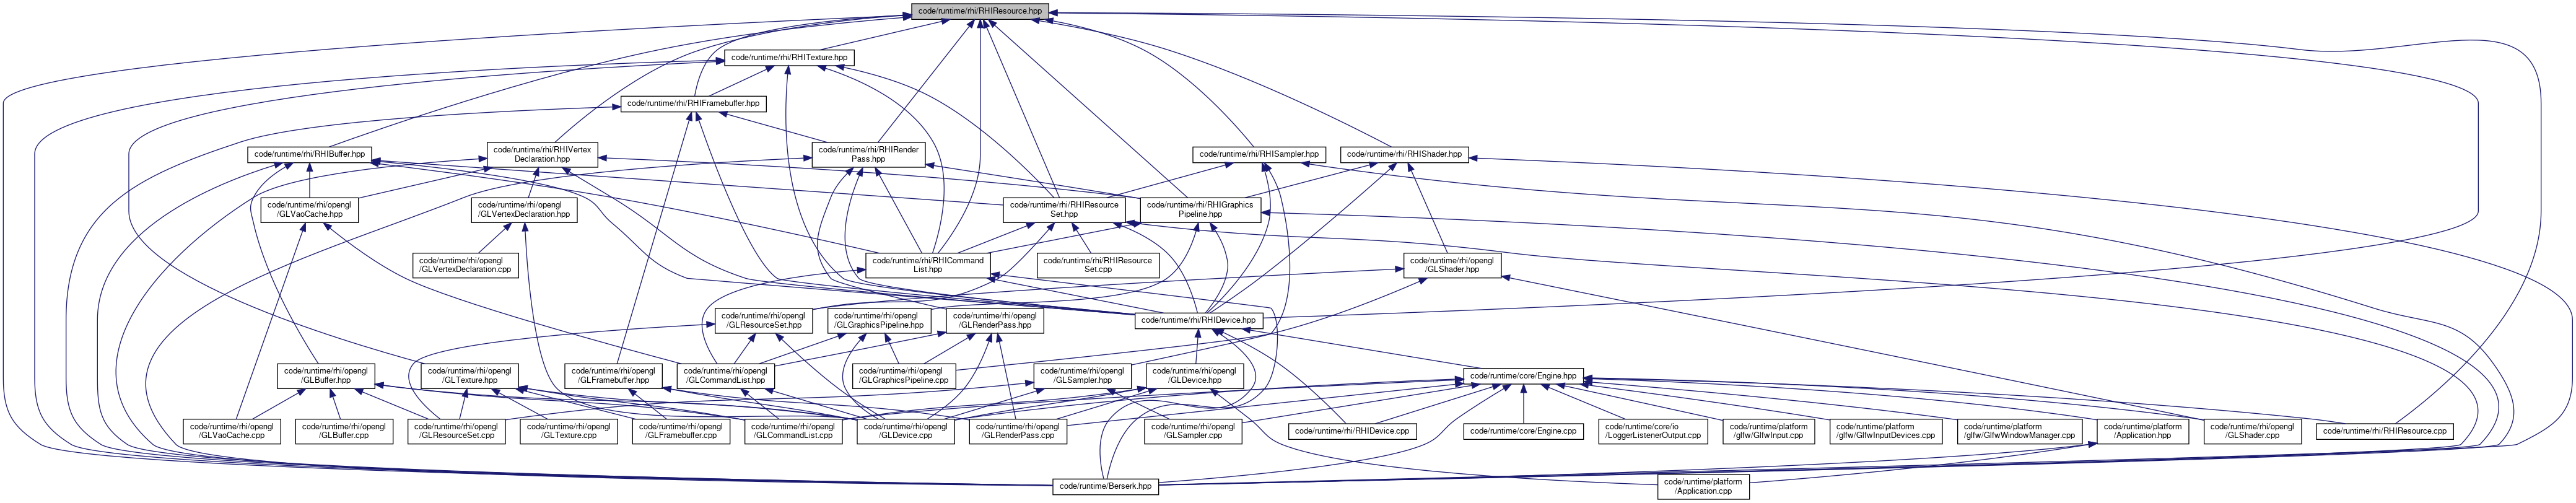 code/runtime/rhi/RHIResource.hpp
code/runtime/rhi/RHITexture.hpp
code/runtime/rhi/RHIFramebuffer.hpp
code/runtime/rhi/RHIBuffer.hpp
code/runtime/rhi/RHIVertex
Declaration.hpp
code/runtime/rhi/RHIRender
Pass.hpp
code/runtime/rhi/RHISampler.hpp
code/runtime/rhi/RHIShader.hpp
code/runtime/rhi/opengl
/GLVaoCache.hpp
code/runtime/rhi/opengl
/GLVertexDeclaration.hpp
code/runtime/rhi/RHIResource
Set.hpp
code/runtime/rhi/RHIGraphics
Pipeline.hpp
code/runtime/rhi/opengl
/GLVertexDeclaration.cpp
code/runtime/rhi/RHICommand
List.hpp
code/runtime/rhi/RHIResource
Set.cpp
code/runtime/rhi/opengl
/GLShader.hpp
code/runtime/rhi/opengl
/GLResourceSet.hpp
code/runtime/rhi/opengl
/GLGraphicsPipeline.hpp
code/runtime/rhi/opengl
/GLRenderPass.hpp
code/runtime/rhi/RHIDevice.hpp
code/runtime/rhi/opengl
/GLBuffer.hpp
code/runtime/rhi/opengl
/GLTexture.hpp
code/runtime/rhi/opengl
/GLFramebuffer.hpp
code/runtime/rhi/opengl
/GLCommandList.hpp
code/runtime/rhi/opengl
/GLGraphicsPipeline.cpp
code/runtime/rhi/opengl
/GLSampler.hpp
code/runtime/rhi/opengl
/GLDevice.hpp
code/runtime/core/Engine.hpp
code/runtime/rhi/opengl
/GLVaoCache.cpp
code/runtime/rhi/opengl
/GLBuffer.cpp
code/runtime/rhi/opengl
/GLResourceSet.cpp
code/runtime/rhi/opengl
/GLTexture.cpp
code/runtime/rhi/opengl
/GLFramebuffer.cpp
code/runtime/rhi/opengl
/GLCommandList.cpp
code/runtime/rhi/opengl
/GLDevice.cpp
code/runtime/rhi/opengl
/GLRenderPass.cpp
code/runtime/rhi/opengl
/GLSampler.cpp
code/runtime/rhi/RHIDevice.cpp
code/runtime/core/Engine.cpp
code/runtime/core/io
/LoggerListenerOutput.cpp
code/runtime/platform
/glfw/GlfwInput.cpp
code/runtime/platform
/glfw/GlfwInputDevices.cpp
code/runtime/platform
/glfw/GlfwWindowManager.cpp
code/runtime/platform
/Application.hpp
code/runtime/rhi/opengl
/GLShader.cpp
code/runtime/rhi/RHIResource.cpp
code/runtime/Berserk.hpp
code/runtime/platform
/Application.cpp